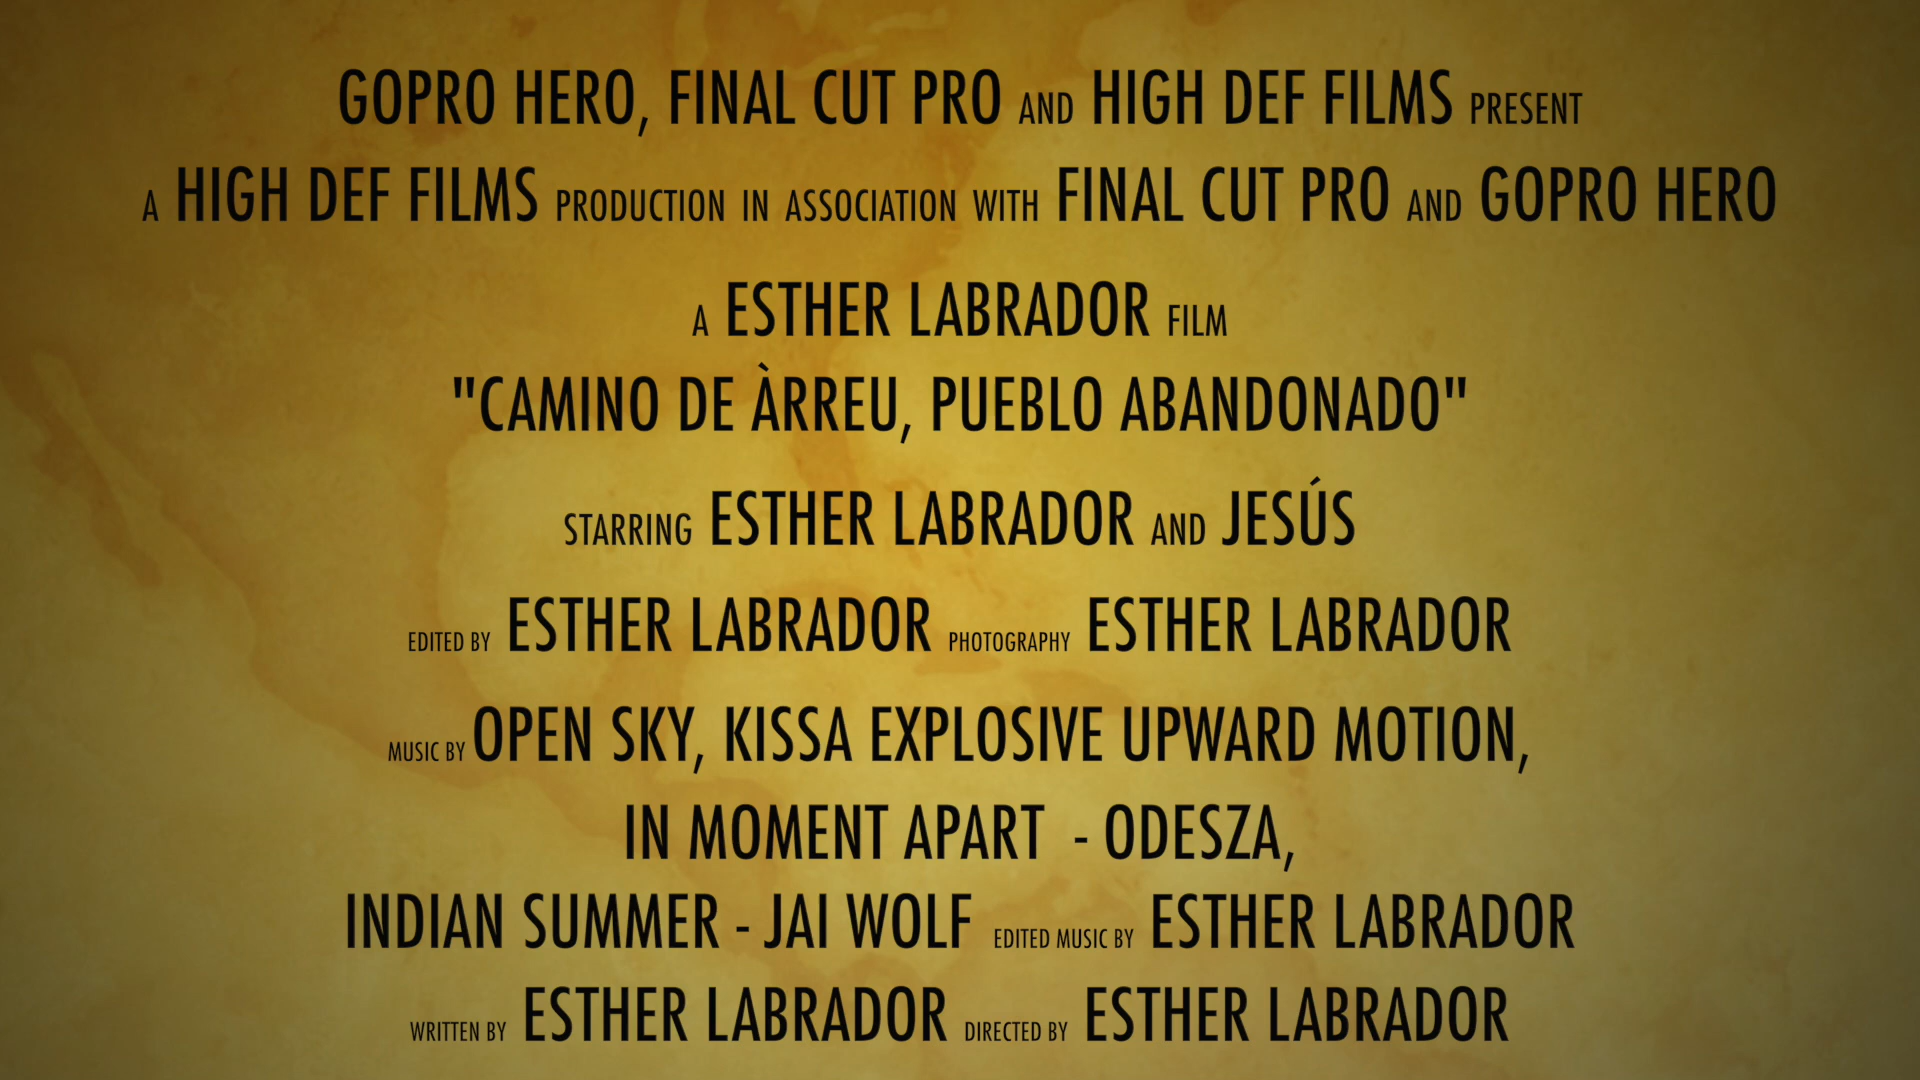 GOPRO HERO, FINAL CUT PRO AND HIGH DEF FILMS PRESENT
A HIGH DEF FILMS PRODUCTION IN ASSOCIATION WITH FINAL CUT PRO AND GOPRO HERO
A ESTHER LABRADOR FILM
"CAMINO DE ÀRREU, PUEBLO ABANDONADO"
STARRING ESTHER LABRADOR AND JESÚS
EDITED BY ESTHER LABRADOR PHOTOGRAPHY ESTHER LABRADOR
MUSIC BY OPEN SKY, KISSA EXPLOSIVE UPWARD MOTION,
IN MOMENT APART - ODESZA,
INDIAN SUMMER - JAI WOLF EDITED MUSIC BY ESTHER LABRADOR
WRITTEN BY ESTHER LABRADOR DIRECTED BY ESTHER LABRADOR